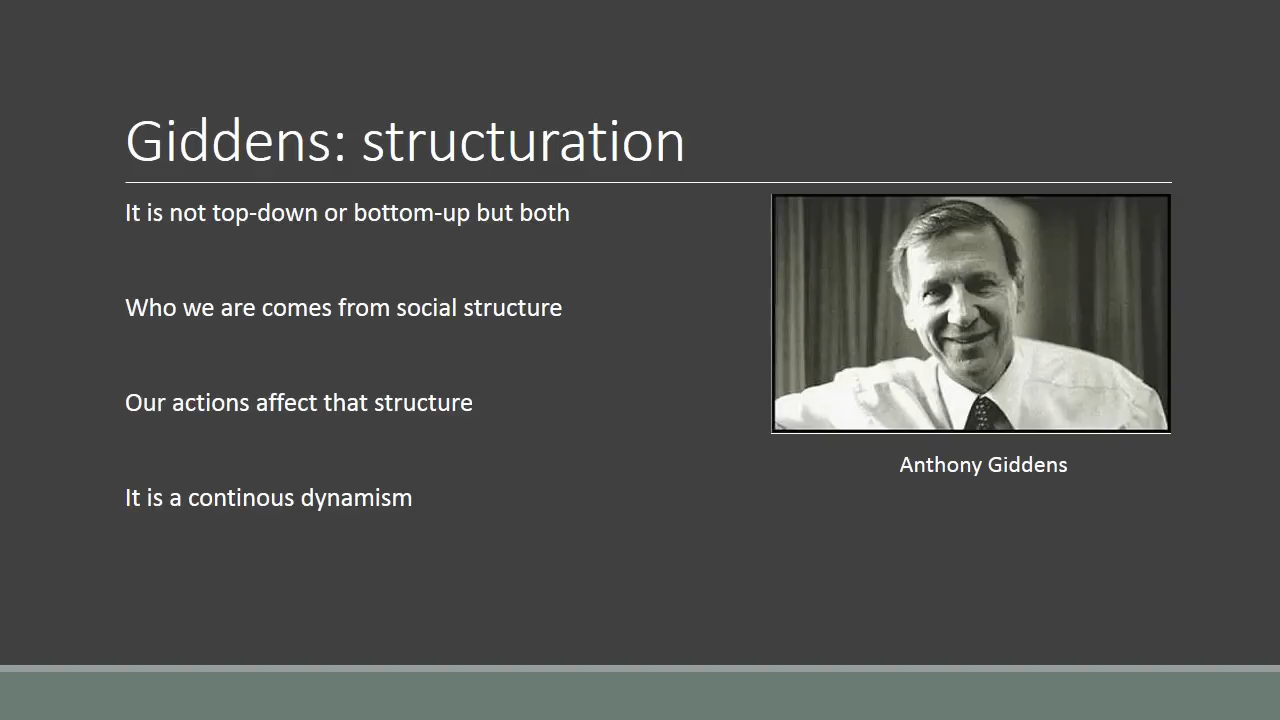 Giddens: structuration
It is not top-down or bottom-up but both
Who we are comes from social structure
Our actions affect that structure
It is a continous dynamism
Anthony Giddens